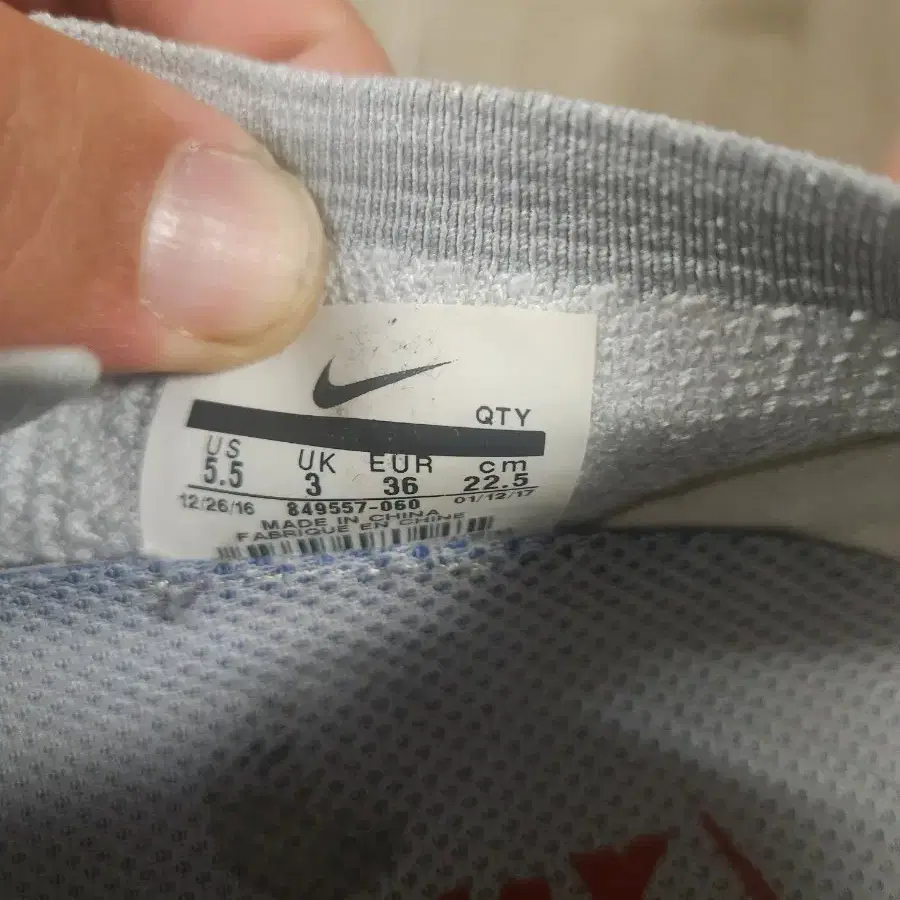 QTY
US UK EUR cm
5.5 3 36 22.5
12/26/16 849557-060 01/12/17
MADE IN CHINA
FABRIQUE EN CHINE